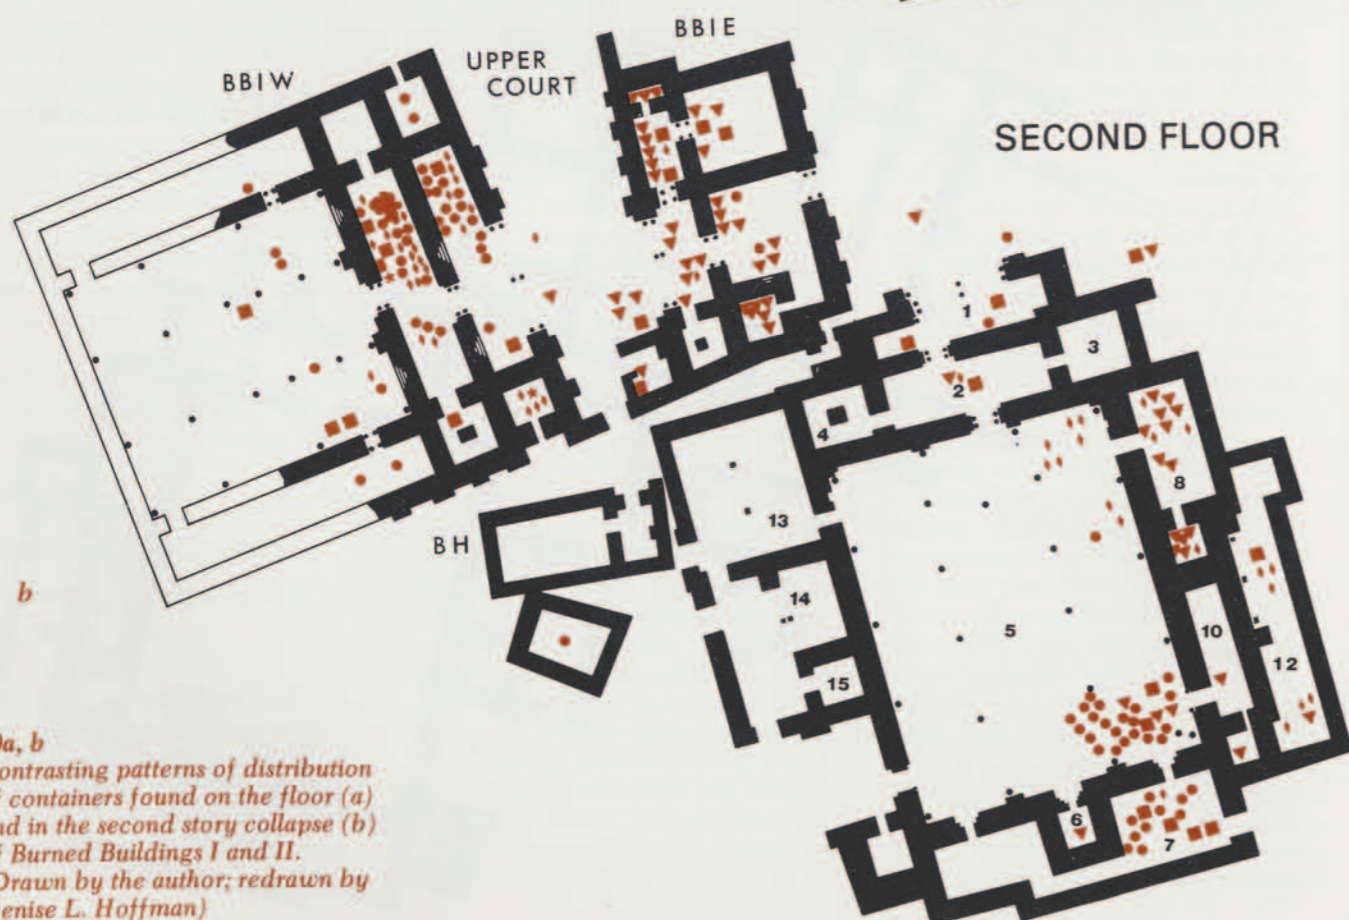 BBIE
UPPER
COURT
BBIW
SECOND FLOOR
1
3
2
4
8
13
BH
b
14
5
10
12
15
6
7
a, b
ontrasting patterns of distribution
containers found on the floor (a)
nd in the second story collapse (b)
Burned Buildings I and II.
Drawn by the author; redrawn by
enise L. Hoffman)